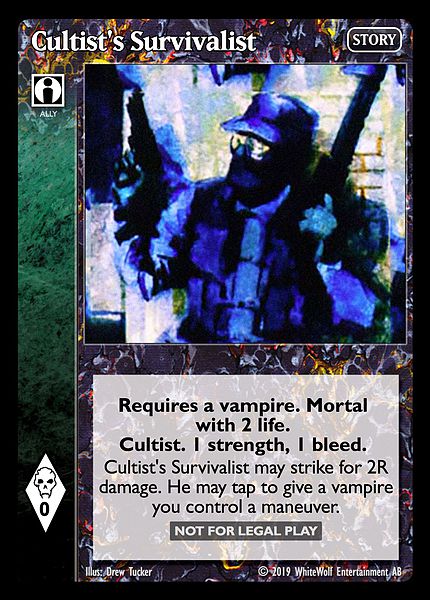 Cultist's Survivalist
STORY
ALLY
Requires a vampire. Mortal
with 2 life.
Cultist. 1 strength, 1 bleed.
Cultist's Survivalist may strike for 2R
damage. He may tap to give a vampire
you control a maneuver.
NOT FOR LEGAL PLAY
0
Illus: Drew Tucker
© 2019 WhiteWolf Entertainment AB